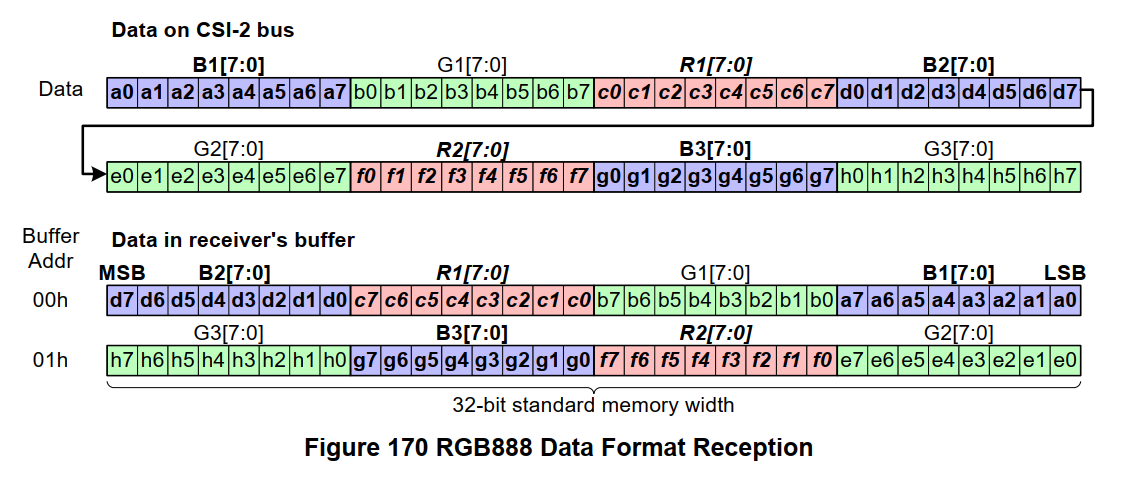 Data on CSI-2 bus
B1[7:0] G1[7:0] R1[7:0] B2[7:0]
Data a0 a1 a2 a3 a4 a5 a6 a7 b0 b1 b2 b3 b4 b5 b6 b7 c0 c1 c2 c3 c4 c5 c6 c7 d0 d1 d2 d3 d4 d5 d6 d7
G2[7:0] R2[7:0] B3[7:0] G3[7:0]
e0 e1 e2 e3 e4 e5 e6 e7 f0 f1 f2 f3 f4 f5 f6 f7 g0 g1 g2 g3 g4 g5 g6 g7 h0 h1 h2 h3 h4 h5 h6 h7
Buffer Addr
Data in receiver's buffer
MSB B2[7:0] R1[7:0] G1[7:0] B1[7:0] LSB
00h d7 d6 d5 d4 d3 d2 d1 d0 c7 c6 c5 c4 c3 c2 c1 c0 b7 b6 b5 b4 b3 b2 b1 b0 a7 a6 a5 a4 a3 a2 a1 a0
G3[7:0] B3[7:0] R2[7:0] G2[7:0]
01h h7 h6 h5 h4 h3 h2 h1 h0 g7 g6 g5 g4 g3 g2 g1 g0 f7 f6 f5 f4 f3 f2 f1 f0 e7 e6 e5 e4 e3 e2 e1 e0
32-bit standard memory width
Figure 170 RGB888 Data Format Reception